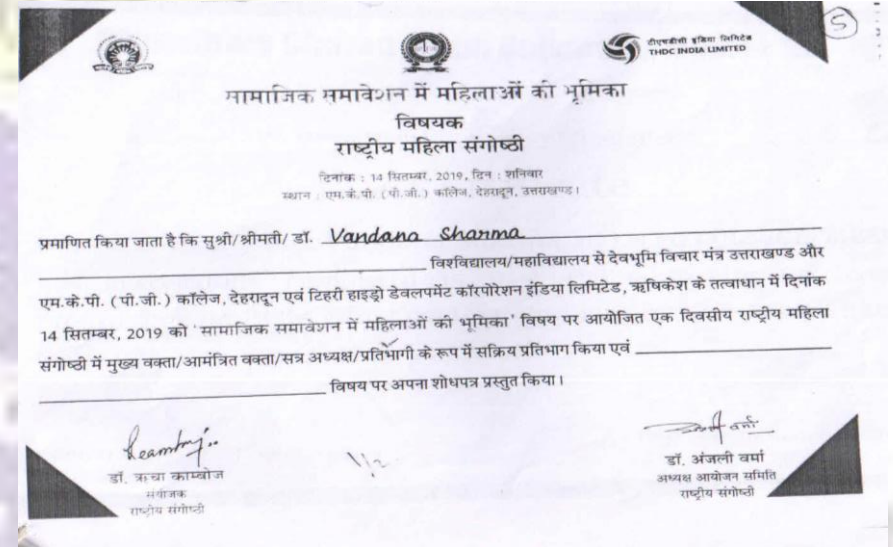 5
टीएचडीसी इंडिया लिमिटेड
THDC INDIA LIMITED
सामाजिक समावेशन में महिलाओं की भूमिका
विषयक
राष्ट्रीय महिला संगोष्ठी
दिनांक : 14 सितम्बर, 2019, दिन : शनिवार
स्थान : एम.के.पी. (पी.जी.) कॉलेज, देहरादून, उत्तराखण्ड।
प्रमाणित किया जाता है कि सुश्री/श्रीमती/ डॉ. Vandana Sharma
विश्वविद्यालय/महाविद्यालय से देवभूमि विचार मंत्र उत्तराखण्ड और
एम.के.पी. (पी.जी.) कॉलेज, देहरादून एवं टिहरी हाइड्रो डेवलपमेंट कॉरपोरेशन इंडिया लिमिटेड, ऋषिकेश के तत्वाधान में दिनांक
14 सितम्बर, 2019 को 'सामाजिक समावेशन में महिलाओं की भूमिका' विषय पर आयोजित एक दिवसीय राष्ट्रीय महिला
संगोष्ठी में मुख्य वक्ता/आमंत्रित वक्ता/सत्र अध्यक्ष/प्रतिभागी के रूप में सक्रिय प्रतिभाग किया एवं
विषय पर अपना शोधपत्र प्रस्तुत किया।
डॉ. ऋचा काम्बोज
संयोजक
राष्ट्रीय संगोष्ठी
डॉ. अंजली वर्मा
अध्यक्ष आयोजन समिति
राष्ट्रीय संगोष्ठी